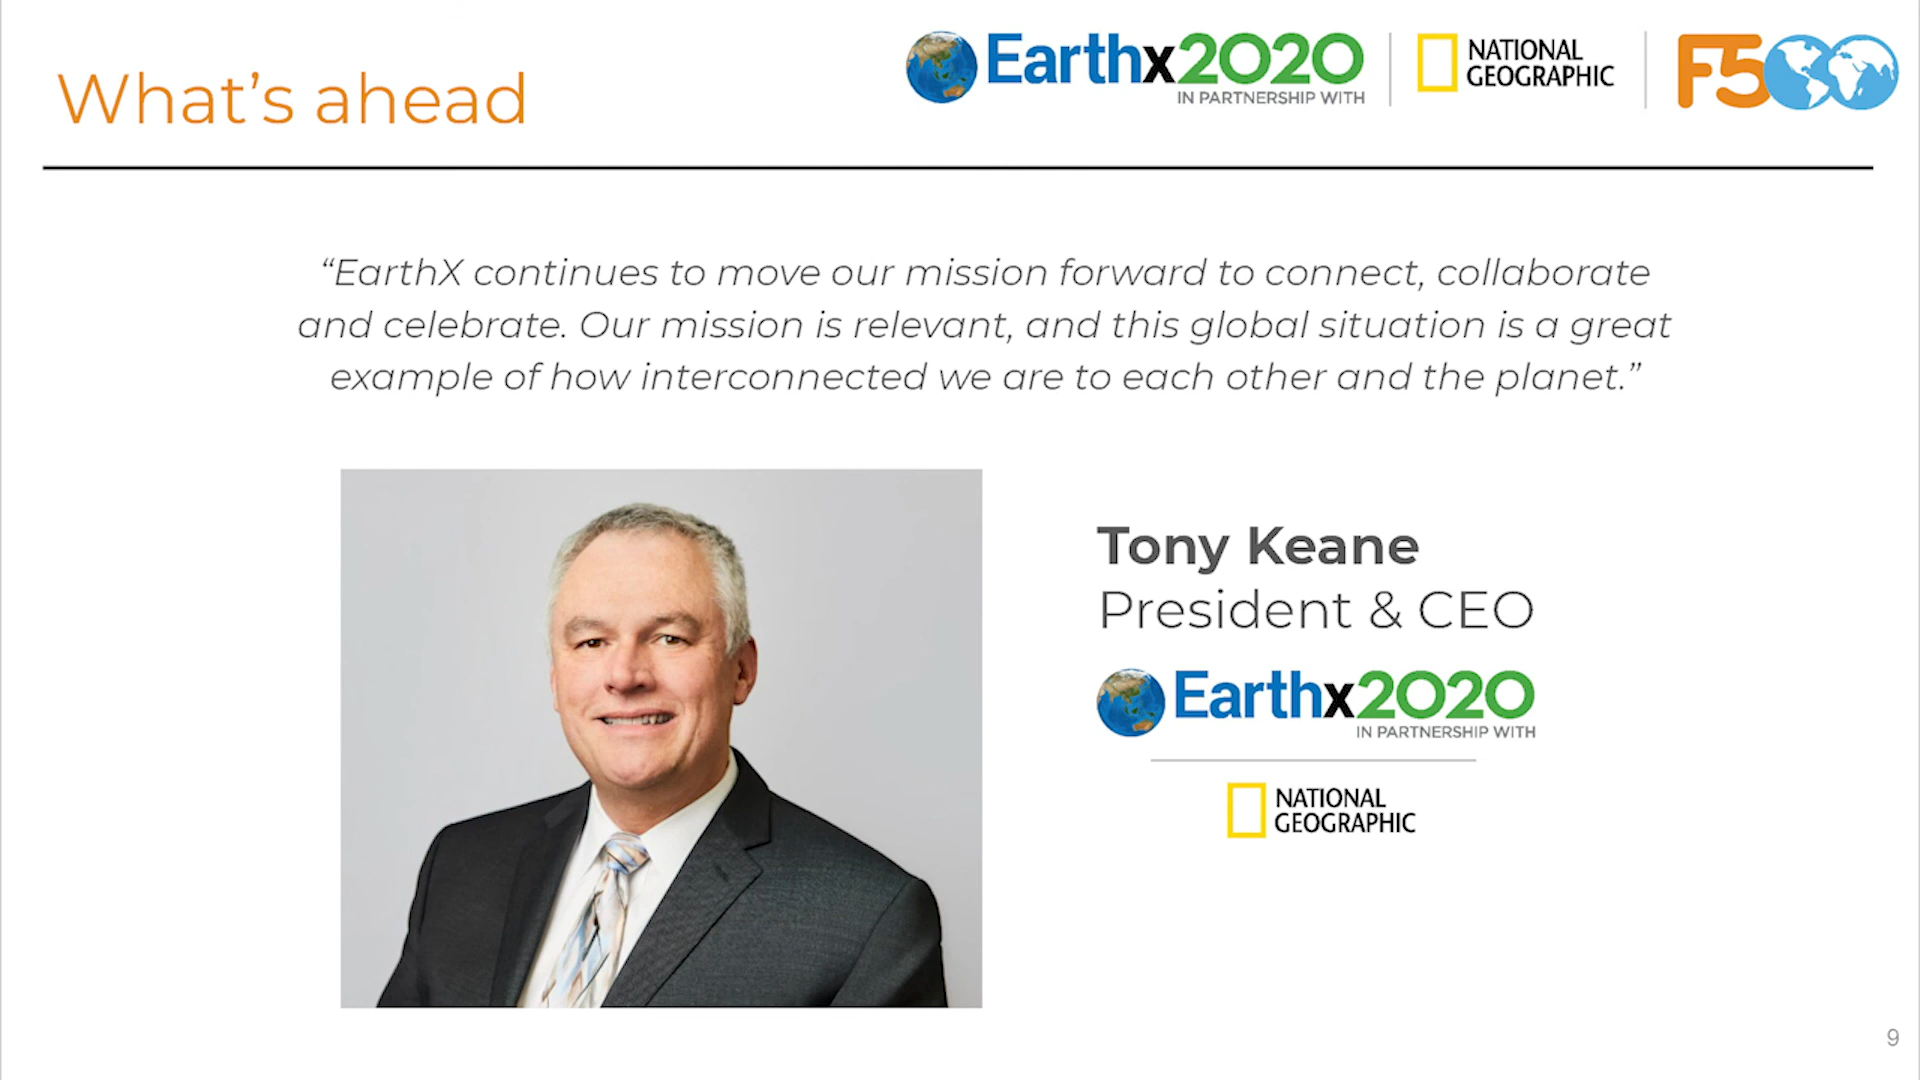 What's ahead
Earthx2020
IN PARTNERSHIP WITH
NATIONAL
GEOGRAPHIC
F500
“EarthX continues to move our mission forward to connect, collaborate
and celebrate. Our mission is relevant, and this global situation is a great
example of how interconnected we are to each other and the planet.”
Tony Keane
President & CEO
Earthx2020
IN PARTNERSHIP WITH
NATIONAL
GEOGRAPHIC
9